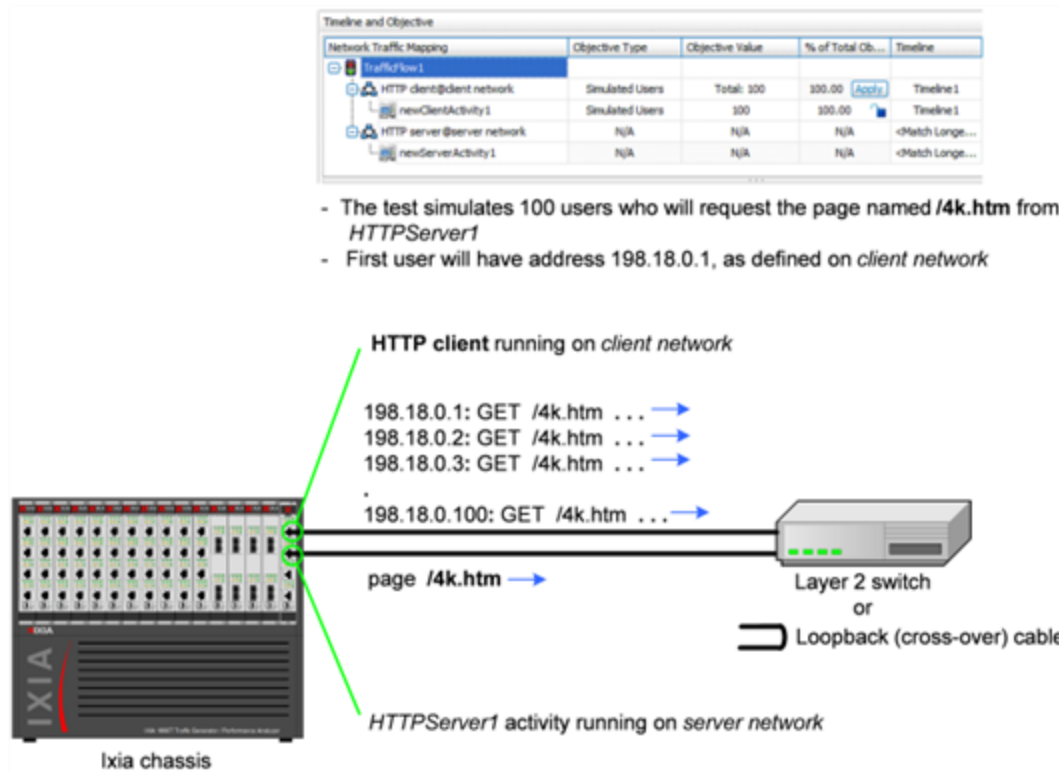 Timeline and Objective
Network Traffic Mapping Objective Type Objective Value % of Total Ob... Timeline
TrafficFlow1
HTTP client@client network Simulated Users Total: 100 100.00 Apply Timeline1
newClientActivity1 Simulated Users 100 100.00 Timeline1
HTTP server@server network N/A N/A N/A <Match Longe...
newServerActivity1 N/A N/A N/A <Match Longe...
- The test simulates 100 users who will request the page named /4k.htm from
HTTPServer1
- First user will have address 198.18.0.1, as defined on client network
HTTP client running on client network
198.18.0.1: GET /4k.htm . . .
198.18.0.2: GET /4k.htm . . .
198.18.0.3: GET /4k.htm . . .
.
198.18.0.100: GET /4k.htm . . .
page /4k.htm
Layer 2 switch
or
Loopback (cross-over) cable
IXIA
IXIA
HTTPServer1 activity running on server network
Ixia chassis